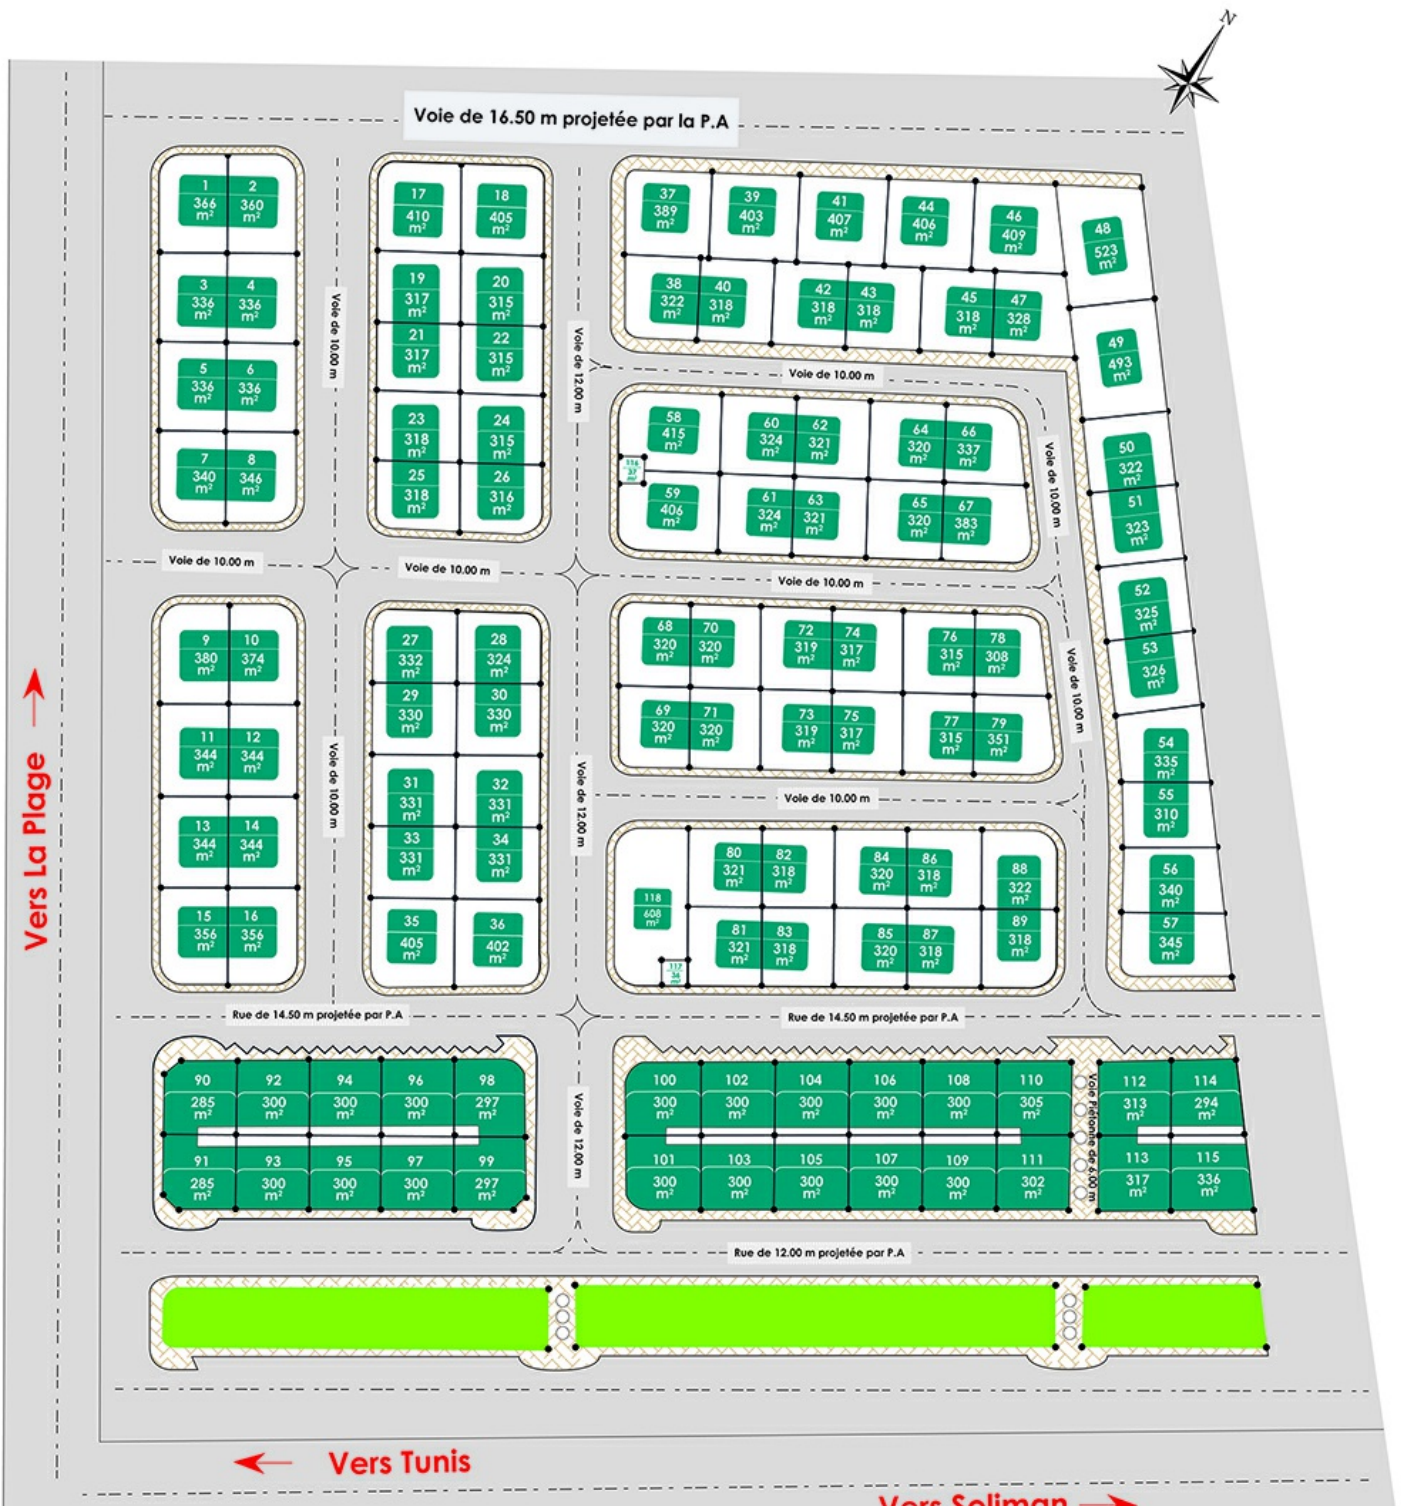 N
Voie de 16.50 m projetée par la P.A
1
366
m²
2
360
m²
3
336
m²
4
336
m²
5
336
m²
6
336
m²
7
340
m²
8
346
m²
17
410
m²
18
405
m²
19
317
m²
20
315
m²
21
317
m²
22
315
m²
23
318
m²
24
315
m²
25
318
m²
26
316
m²
37
389
m²
39
403
m²
41
407
m²
44
406
m²
46
409
m²
48
523
m²
38
322
m²
40
318
m²
42
318
m²
43
318
m²
45
318
m²
47
328
m²
49
493
m²
Voie de 10.00 m
Voie de 12.00 m
Voie de 10.00 m
58
415
m²
60
324
m²
62
321
m²
64
320
m²
66
337
m²
116
37
m²
59
406
m²
61
324
m²
63
321
m²
65
320
m²
67
383
m²
Voie de 10.00 m
50
322
m²
51
323
m²
52
325
m²
53
326
m²
54
335
m²
55
310
m²
56
340
m²
57
345
m²
Voie de 10.00 m
Voie de 10.00 m
Voie de 10.00 m
9
380
m²
10
374
m²
11
344
m²
12
344
m²
13
344
m²
14
344
m²
15
356
m²
16
356
m²
27
332
m²
28
324
m²
29
330
m²
30
330
m²
31
331
m²
32
331
m²
33
331
m²
34
331
m²
35
405
m²
36
402
m²
68
320
m²
70
320
m²
72
319
m²
74
317
m²
76
315
m²
78
308
m²
69
320
m²
71
320
m²
73
319
m²
75
317
m²
77
315
m²
79
351
m²
Voie de 10.00 m
Voie de 10.00 m
Voie de 12.00 m
Voie de 10.00 m
80
321
m²
82
318
m²
84
320
m²
86
318
m²
88
322
m²
118
608
m²
81
321
m²
83
318
m²
85
320
m²
87
318
m²
89
318
m²
117
36
m²
Vers La Plage
Rue de 14.50 m projetée par P.A
Rue de 14.50 m projetée par P.A
90
285
m²
92
300
m²
94
300
m²
96
300
m²
98
297
m²
91
285
m²
93
300
m²
95
300
m²
97
300
m²
99
297
m²
Voie de 12.00 m
100
300
m²
102
300
m²
104
300
m²
106
300
m²
108
300
m²
110
305
m²
101
300
m²
103
300
m²
105
300
m²
107
300
m²
109
300
m²
111
302
m²
Voie Piétonne de 6.00 m
112
313
m²
114
294
m²
113
317
m²
115
336
m²
Rue de 12.00 m projetée par P.A
Vers Tunis
Vers Soliman